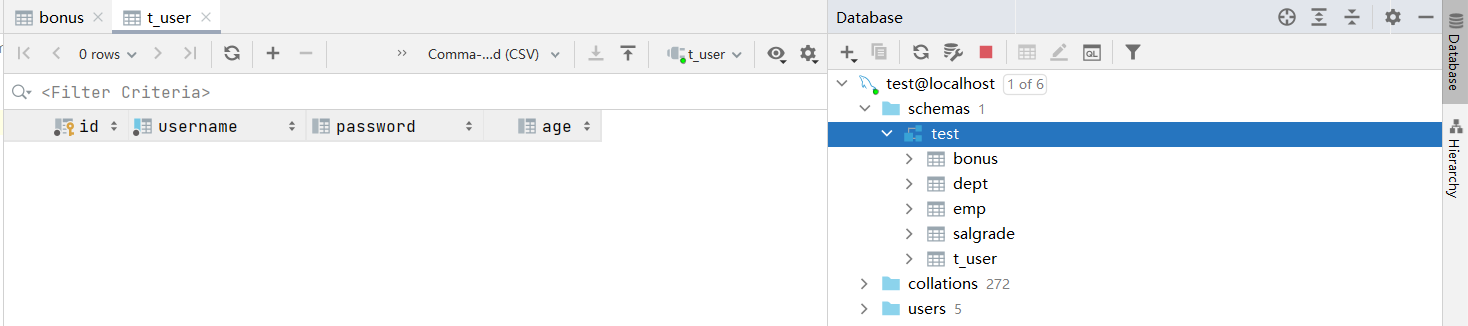 bonus
t_user
0 rows
Comma-...d (CSV)
t_user
<Filter Criteria>
id
username
password
age
Database
QL
test@localhost 1 of 6
schemas 1
test
bonus
dept
emp
salgrade
t_user
collations 272
users 5
Database
Hierarchy